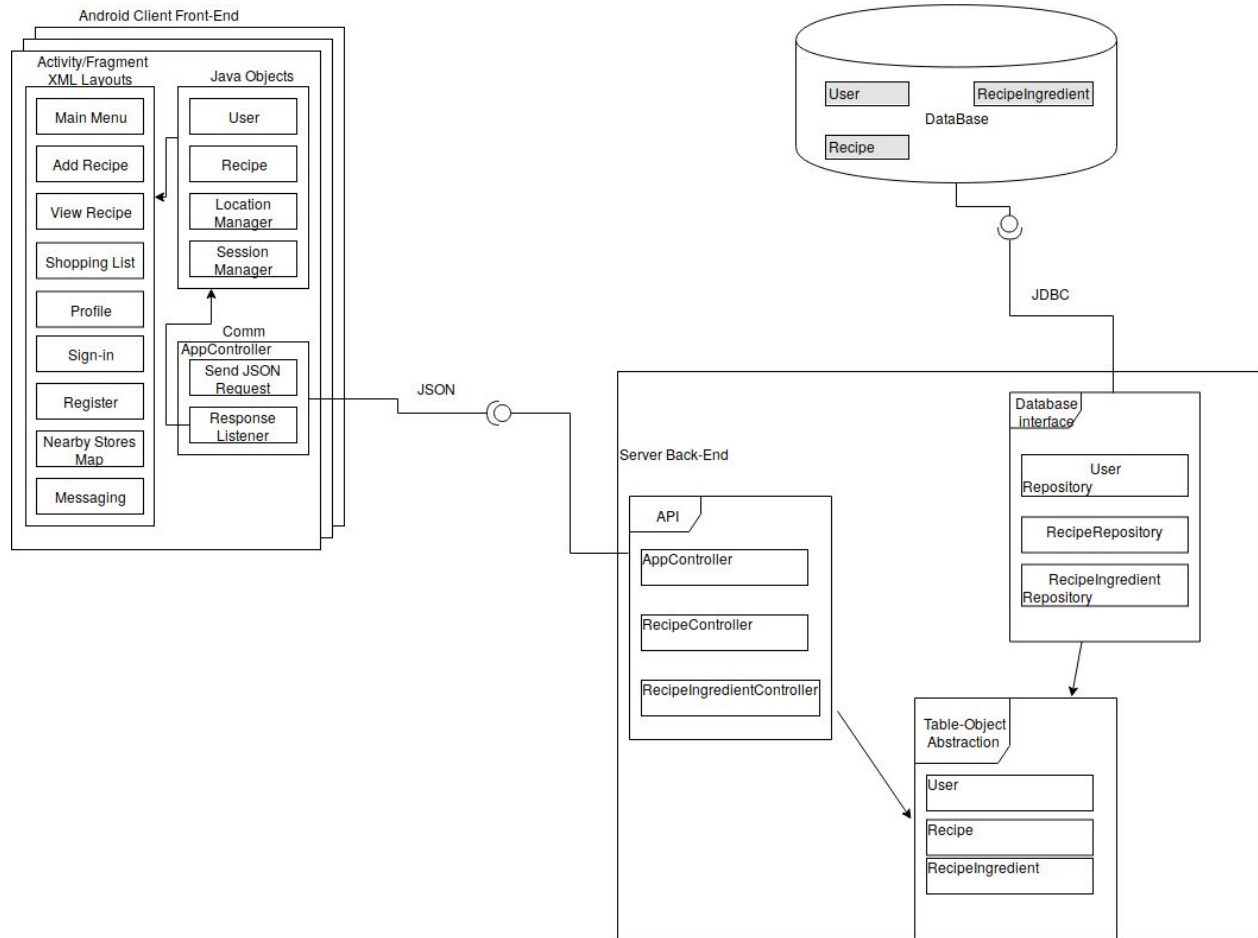 Android Client Front-End
Activity/Fragment
XML Layouts
Main Menu
Add Recipe
View Recipe
Shopping List
Profile
Sign-in
Register
Nearby Stores
Map
Messaging
Java Objects
User
Recipe
Location
Manager
Session
Manager
Comm
AppController
Send JSON
Request
Response
Listener
JSON
User
RecipeIngredient
DataBase
Recipe
JDBC
Server Back-End
API
AppController
RecipeController
RecipeIngredientController
Database
interface
User
Repository
RecipeRepository
RecipeIngredient
Repository
Table-Object
Abstraction
User
Recipe
RecipeIngredient